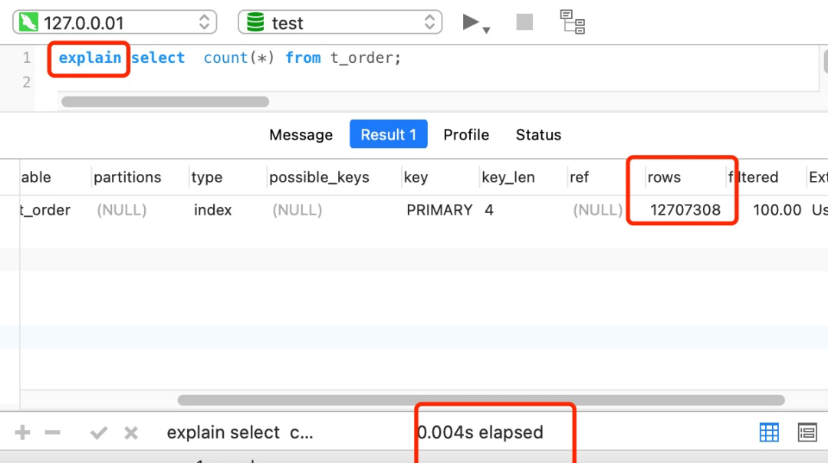 127.0.0.01 test
1 explain select count(*) from t_order;
2
Message Result 1 Profile Status
able partitions type possible_keys key key_len ref rows filtered Ext
t_order (NULL) index (NULL) PRIMARY 4 (NULL) 12707308 100.00 Us
explain select c... 0.004s elapsed